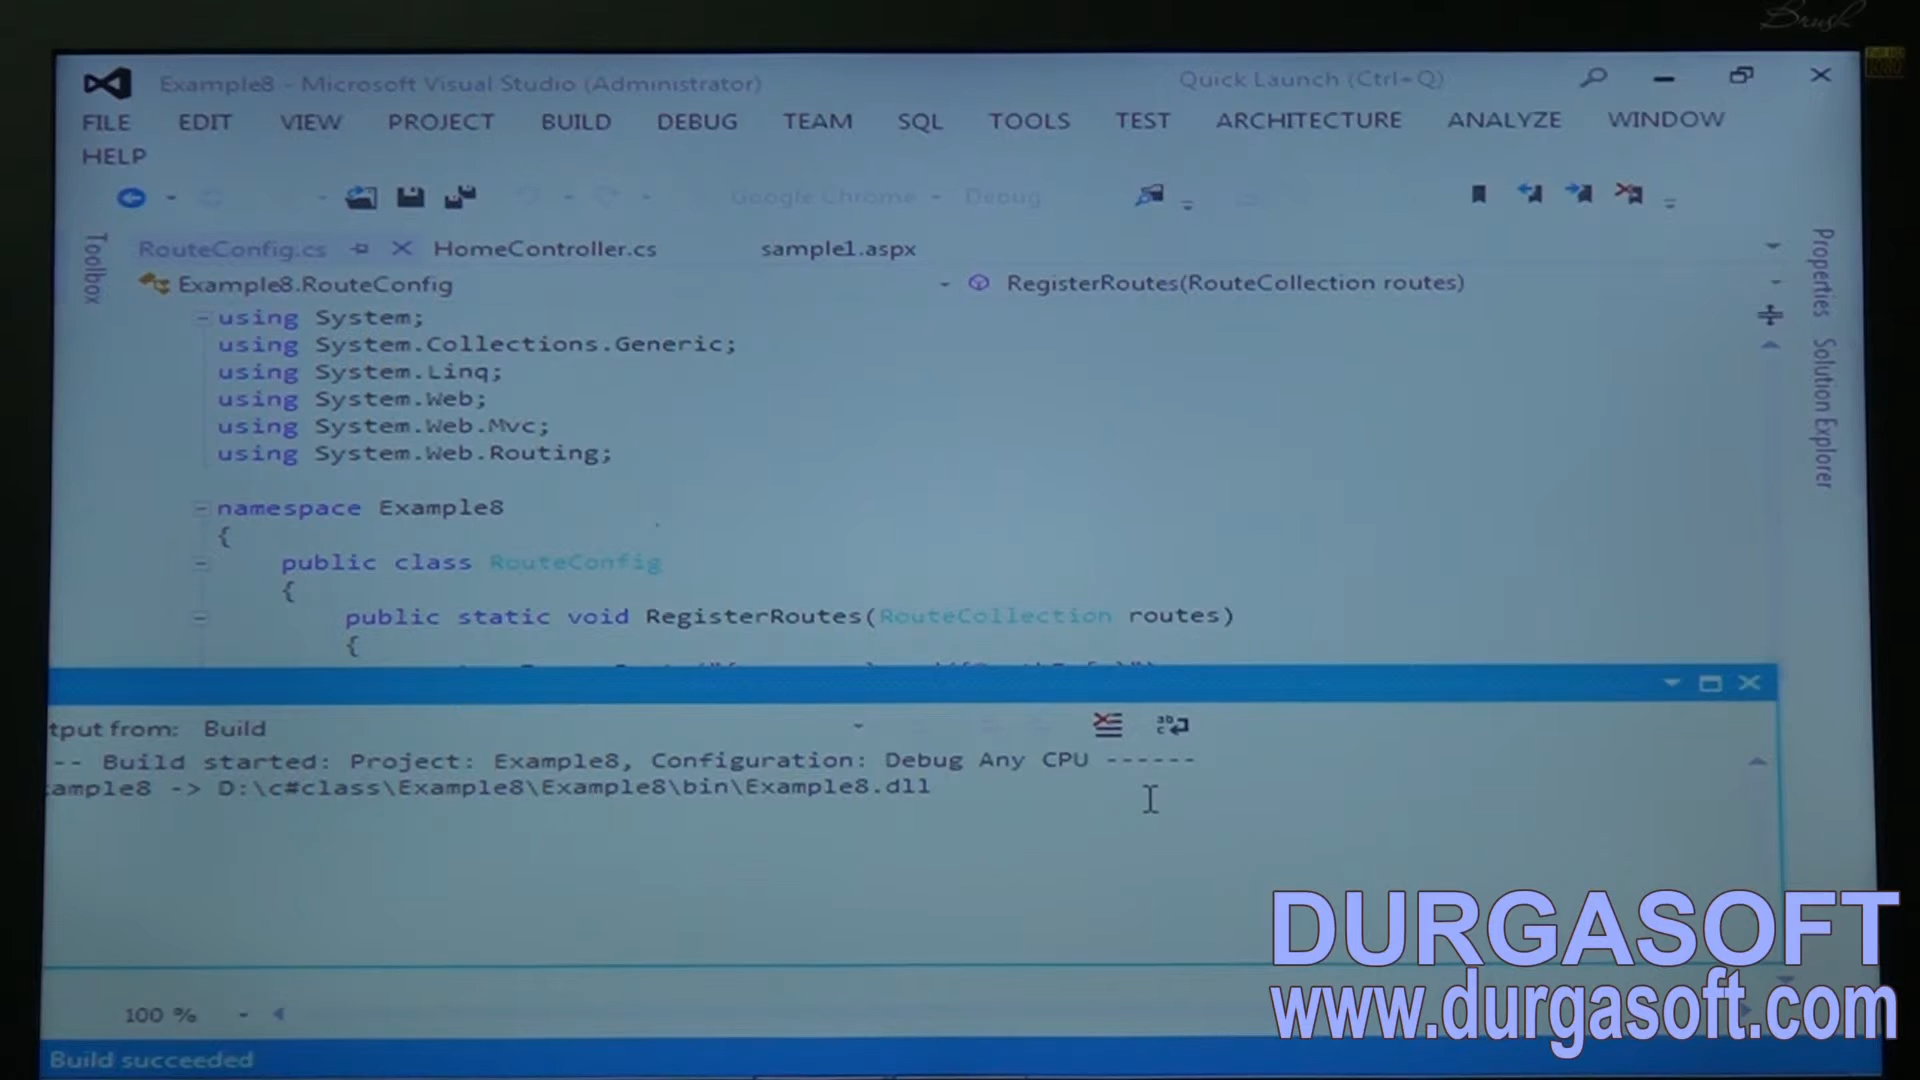 Brush
Example8 - Microsoft Visual Studio (Administrator)
Quick Launch (Ctrl+Q)
FILE EDIT VIEW PROJECT BUILD DEBUG TEAM SQL TOOLS TEST ARCHITECTURE ANALYZE WINDOW
HELP
Google Chrome Debug
Toolbox
RouteConfig.cs HomeController.cs sample1.aspx
Example8.RouteConfig RegisterRoutes(RouteCollection routes)
Properties
Solution Explorer
using System;
using System.Collections.Generic;
using System.Linq;
using System.Web;
using System.Web.Mvc;
using System.Web.Routing;
namespace Example8
{
public class RouteConfig
{
public static void RegisterRoutes(RouteCollection routes)
{
tput from: Build
-- Build started: Project: Example8, Configuration: Debug Any CPU ------
ample8 -> D:\c#class\Example8\Example8\bin\Example8.dll
100 %
Build succeeded
DURGASOFT
www.durgasoft.com